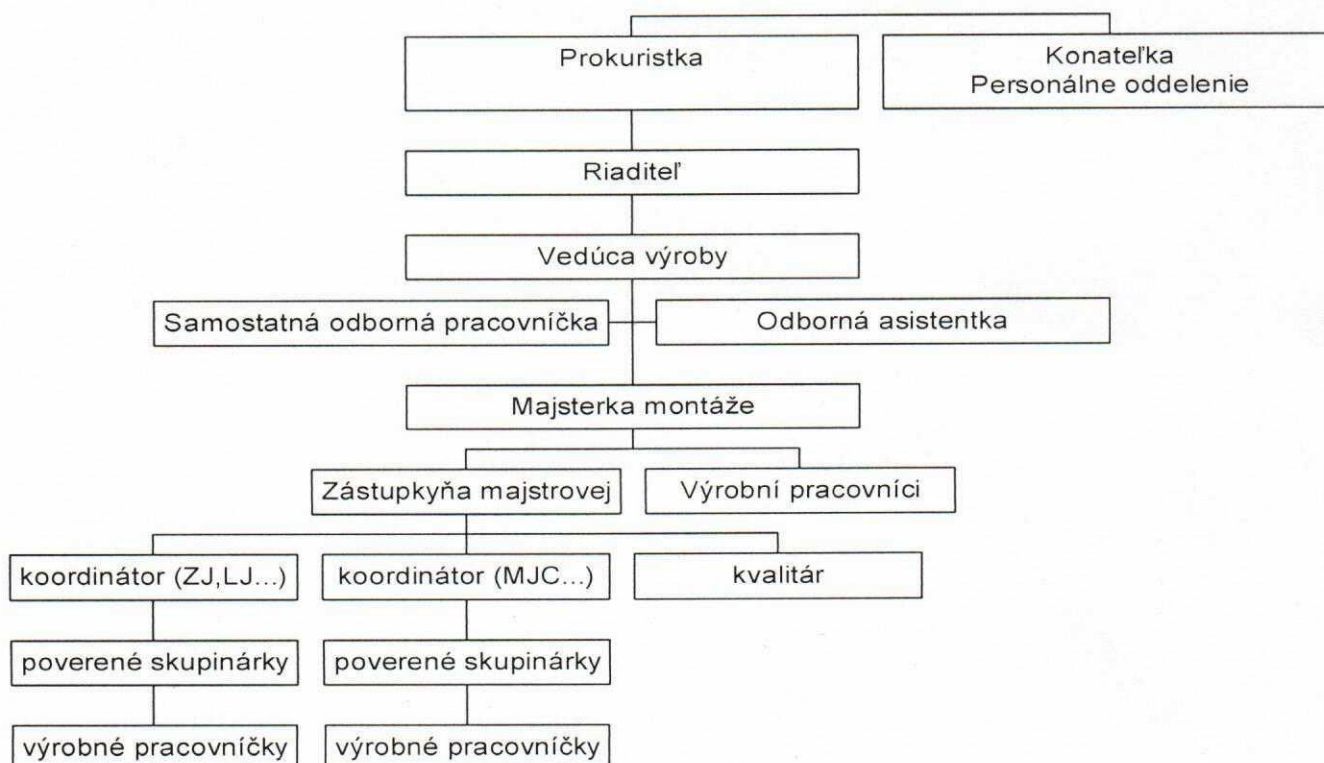 Prokuristka
Konateľka
Personálne oddelenie
Riaditeľ
Vedúca výroby
Samostatná odborná pracovníčka
Odborná asistentka
Majsterka montáže
Zástupkyňa majstrovej
Výrobní pracovníci
koordinátor (ZJ,LJ...)
koordinátor (MJC...)
kvalitár
poverené skupinárky
poverené skupinárky
výrobné pracovníčky
výrobné pracovníčky